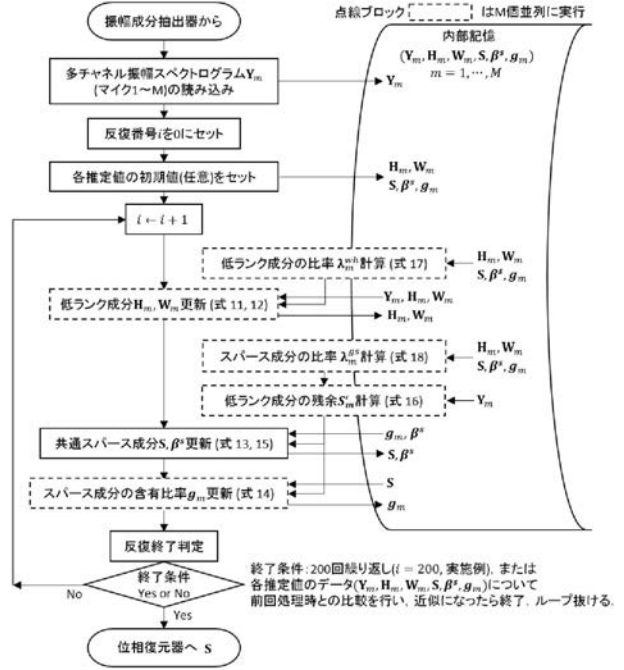 振幅成分抽出器から
点線ブロック は M個並列に実行
内部記憶
(Y_m, H_m, W_m, S, β^s, g_m)
m = 1, ⋯, M
多チャネル振幅スペクトログラムY_m
(マイク1～M)の読み込み
Y_m
反復番号iを0にセット
各推定値の初期値(任意)をセット
H_m, W_m
S, β^s, g_m
i ← i + 1
低ランク成分の比率 λ_m^{wh} 計算 (式 17)
H_m, W_m
S, β^s, g_m
低ランク成分H_m, W_m更新 (式 11, 12)
Y_m, H_m, W_m
H_m, W_m
スパース成分の比率 λ_m^{gs} 計算 (式 18)
H_m, W_m
S, β^s, g_m
低ランク成分の残余S'_m計算 (式 16)
Y_m
共通スパース成分S, β^s更新 (式 13, 15)
g_m, β^s
S, β^s
スパース成分の含有比率g_m更新 (式 14)
S
g_m
反復終了判定
終了条件
Yes or No
No
Yes
終了条件: 200回繰り返し(i = 200, 実施例), または
各推定値のデータ(Y_m, H_m, W_m, S, β^s, g_m)について
前回処理時との比較を行い, 近似になったら終了. ループ抜ける.
位相復元器へ S